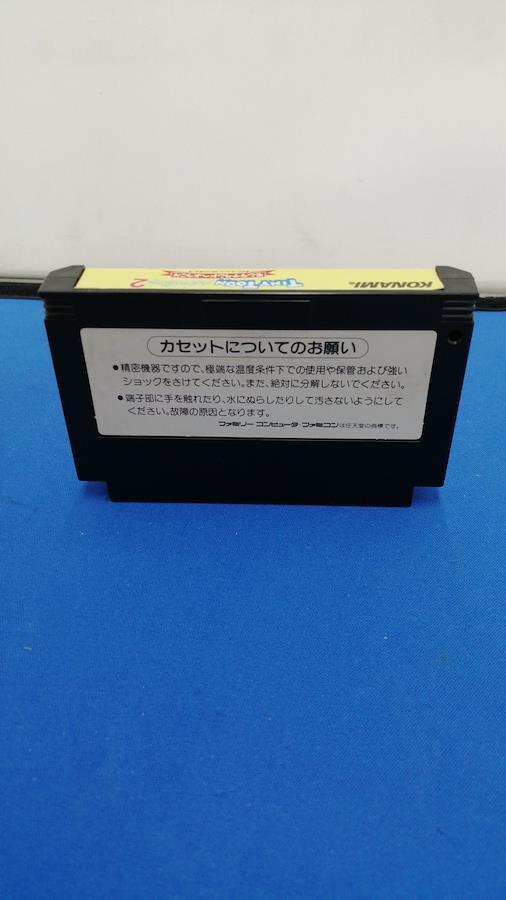 KONAMI
TINY TOON
2
カセットについてのお願い
●精密機器ですので、極端な温度条件下での使用や保管および強い
ショックをさけてください。また、絶対に分解しないでください。
●端子部に手を触れたり、水にぬらしたりして汚さないようにして
ください。故障の原因となります。
ファミリーコンピュータ・ファミコンは任天堂の商標です。